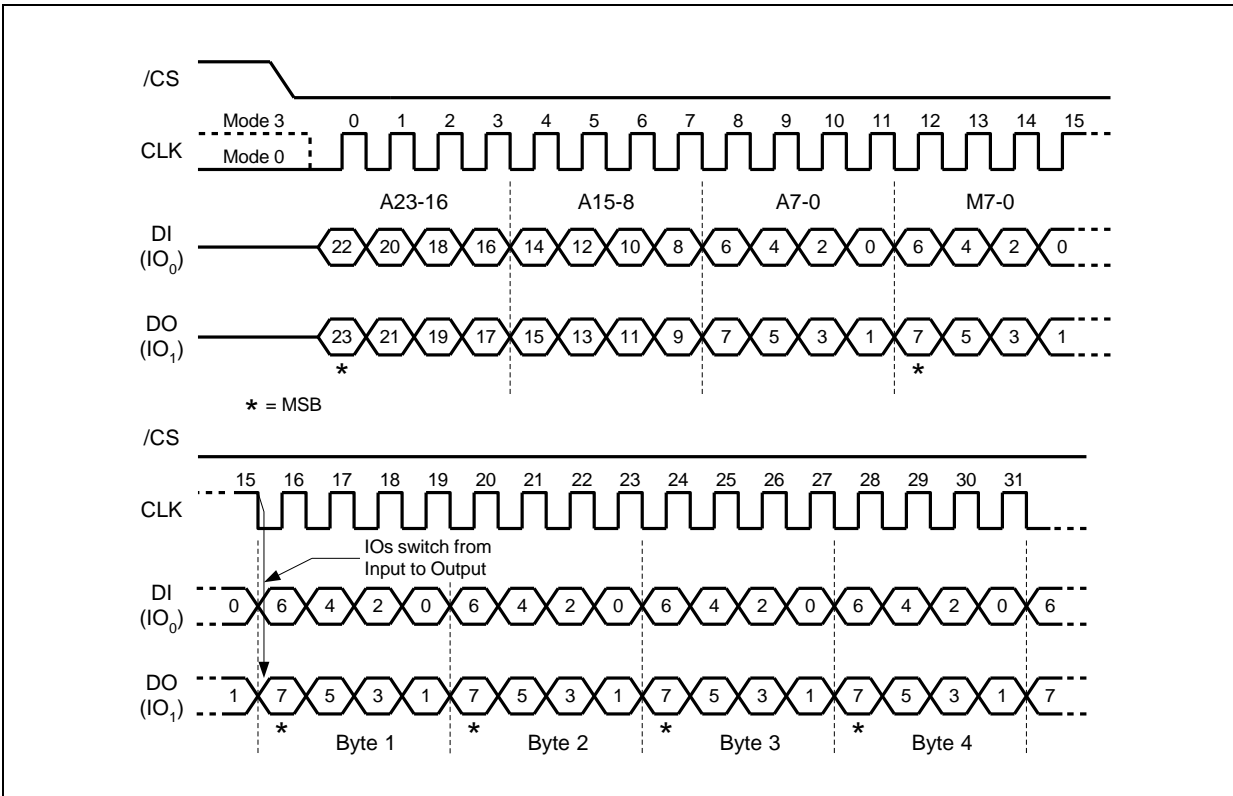 /CS
Mode 3
0 1 2 3 4 5 6 7 8 9 10 11 12 13 14 15
CLK
Mode 0
A23-16 A15-8 A7-0 M7-0
DI
(IO0)
22 20 18 16 14 12 10 8 6 4 2 0 6 4 2 0
DO
(IO1)
23 21 19 17 15 13 11 9 7 5 3 1 7 5 3 1
* *
* = MSB
/CS
15 16 17 18 19 20 21 22 23 24 25 26 27 28 29 30 31
CLK
IOs switch from
Input to Output
DI
(IO0)
0 6 4 2 0 6 4 2 0 6 4 2 0 6 4 2 0 6
DO
(IO1)
1 7 5 3 1 7 5 3 1 7 5 3 1 7 5 3 1 7
* * * *
Byte 1 Byte 2 Byte 3 Byte 4